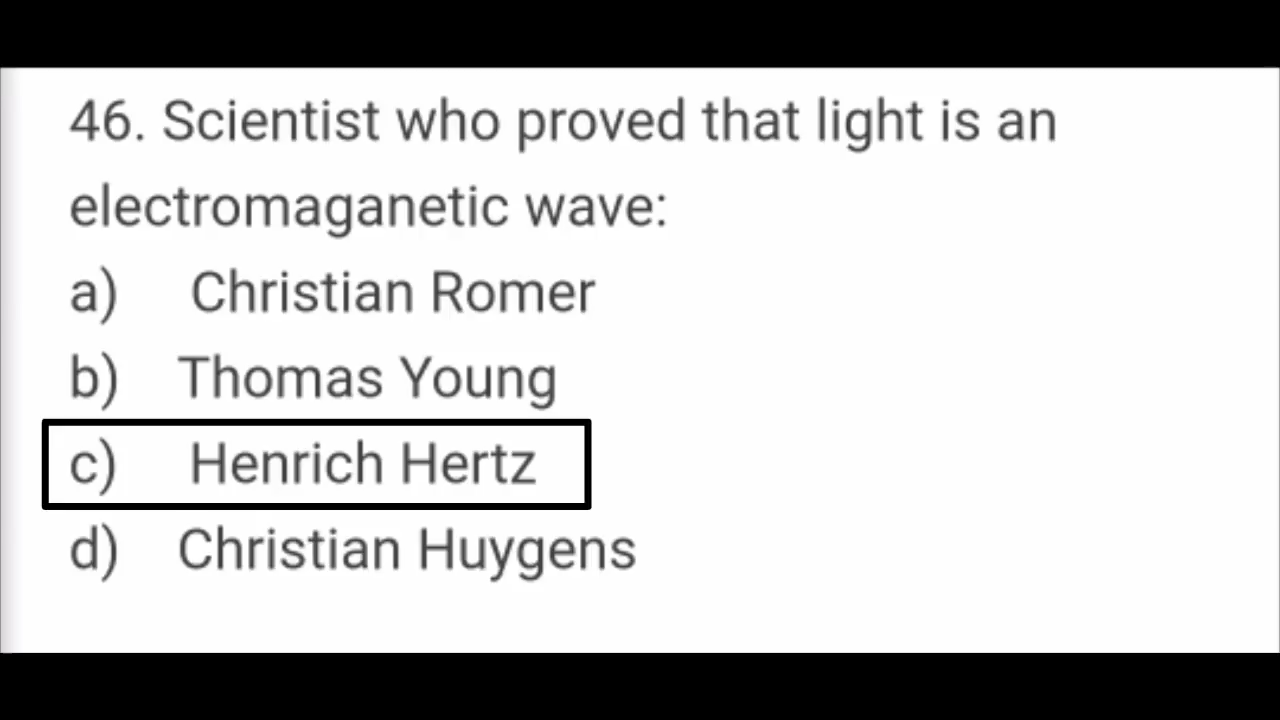 46. Scientist who proved that light is an
electromaganetic wave:
a) Christian Romer
b) Thomas Young
c) Henrich Hertz
d) Christian Huygens